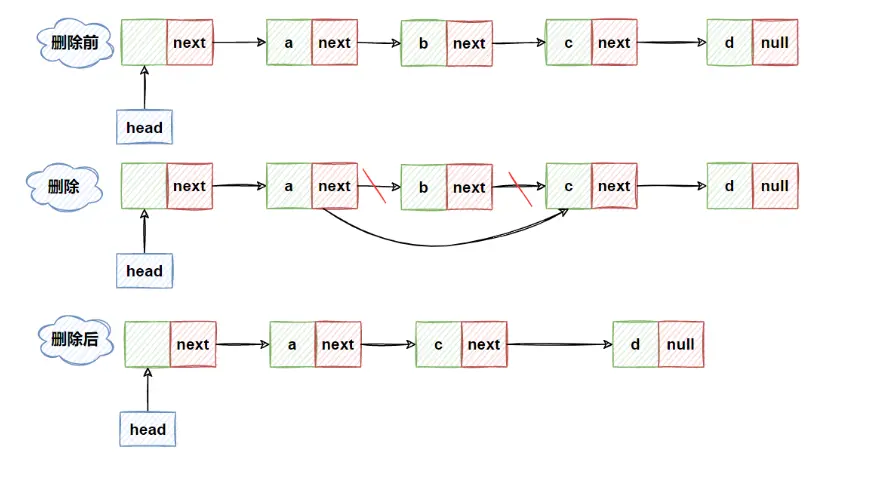 删除前 next a next b next c next d null
head
删除 next a next b next c next d null
head
删除后 next a next c next d null
head